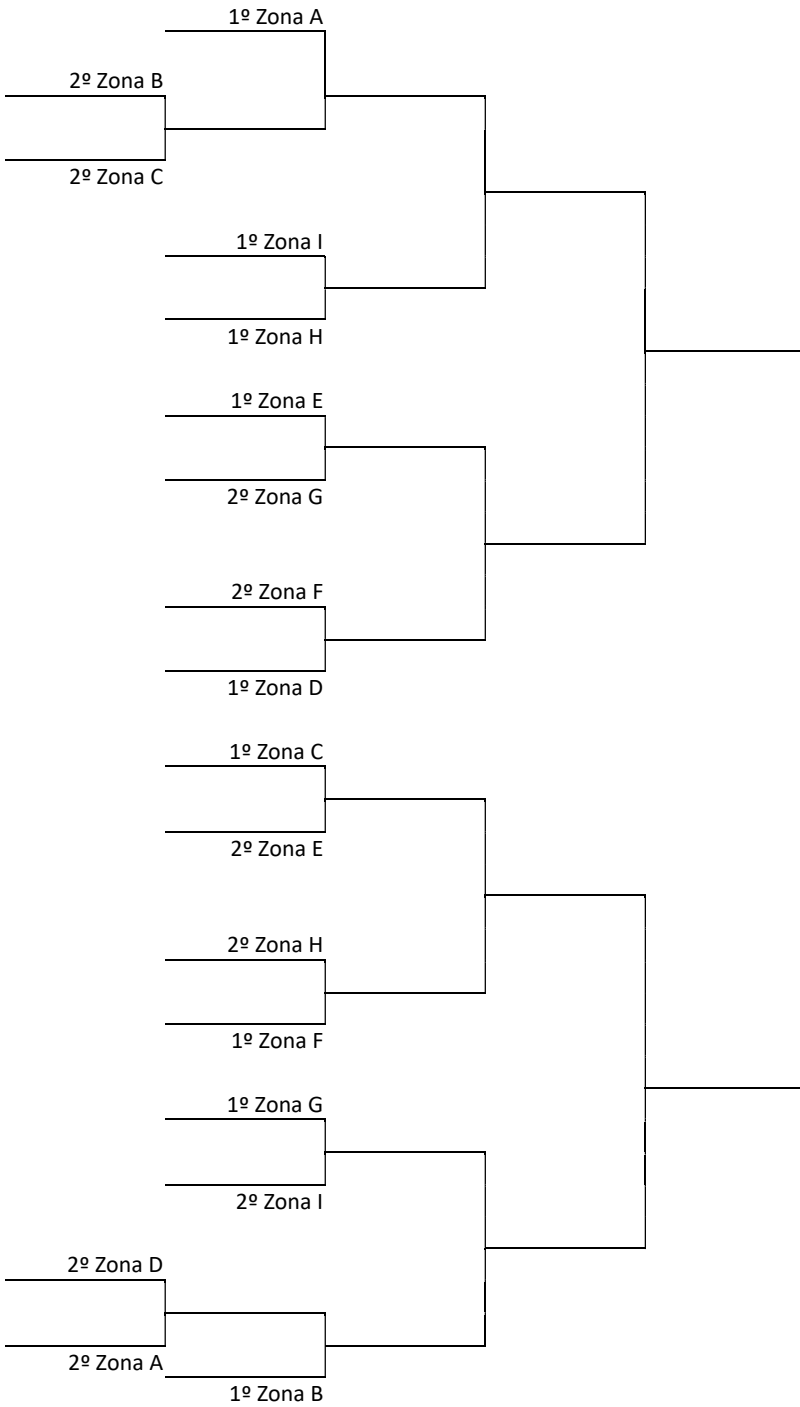 1º Zona A
2º Zona B
2º Zona C
1º Zona I
1º Zona H
1º Zona E
2º Zona G
2º Zona F
1º Zona D
1º Zona C
2º Zona E
2º Zona H
1º Zona F
1º Zona G
2º Zona I
2º Zona D
2º Zona A
1º Zona B